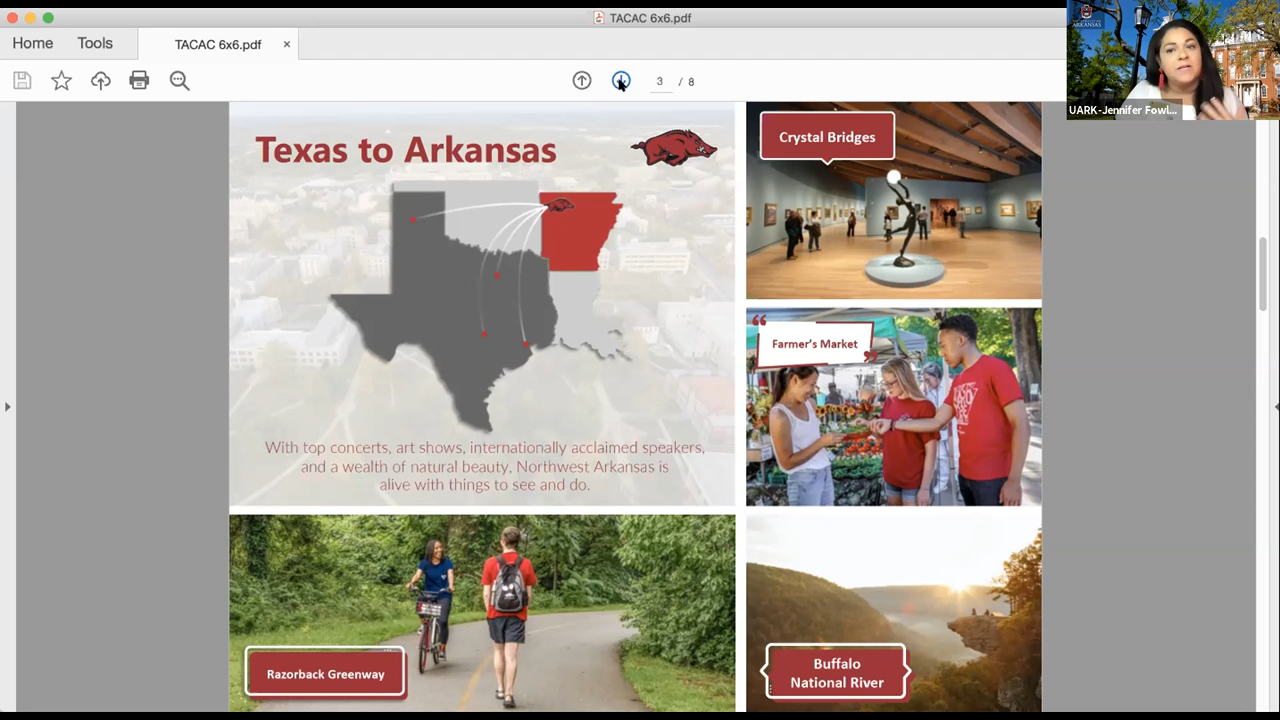 TACAC 6x6.pdf
Home
Tools
TACAC 6x6.pdf
×
3 / 8
ARKANSAS
UARK-Jennifer Fowl...
Texas to Arkansas
With top concerts, art shows, internationally acclaimed speakers,
and a wealth of natural beauty, Northwest Arkansas is
alive with things to see and do.
Crystal Bridges
“
Farmer's Market
”
Razorback Greenway
Buffalo
National River